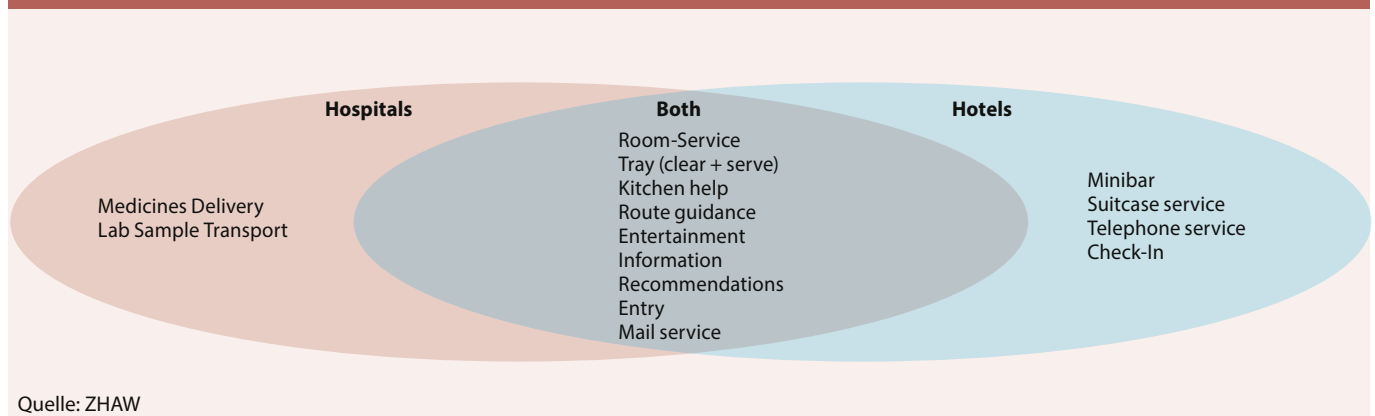 Hospitals
Both
Hotels
Medicines Delivery
Lab Sample Transport
Room-Service
Tray (clear + serve)
Kitchen help
Route guidance
Entertainment
Information
Recommendations
Entry
Mail service
Minibar
Suitcase service
Telephone service
Check-In
Quelle: ZHAW